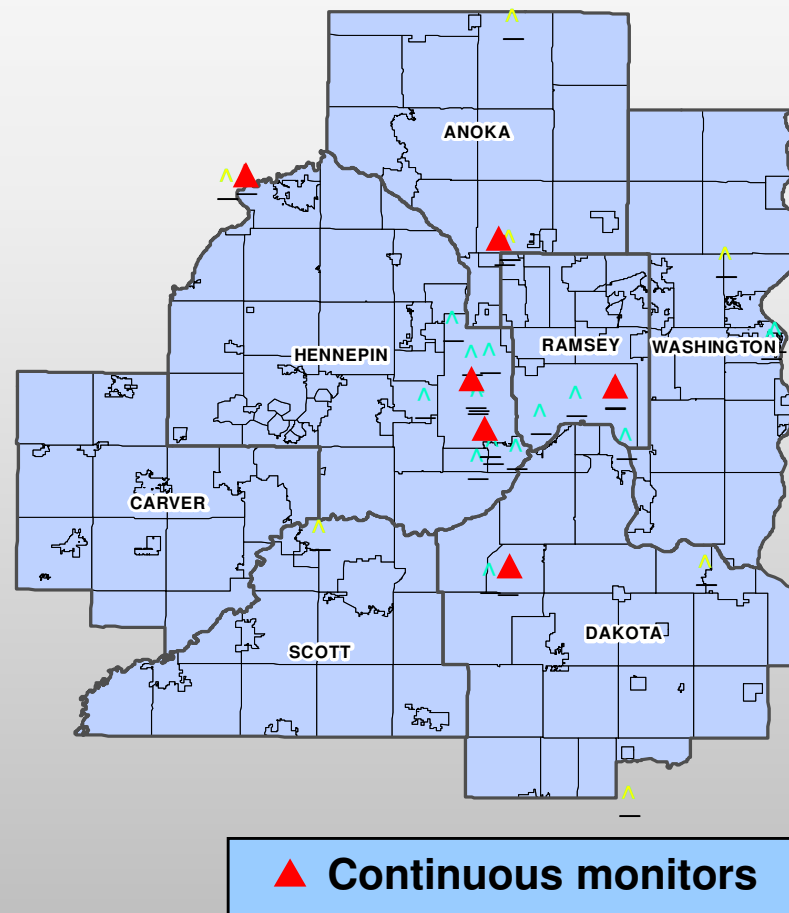 ANOKA
HENNEPIN
RAMSEY
WASHINGTON
CARVER
SCOTT
DAKOTA
Continuous monitors